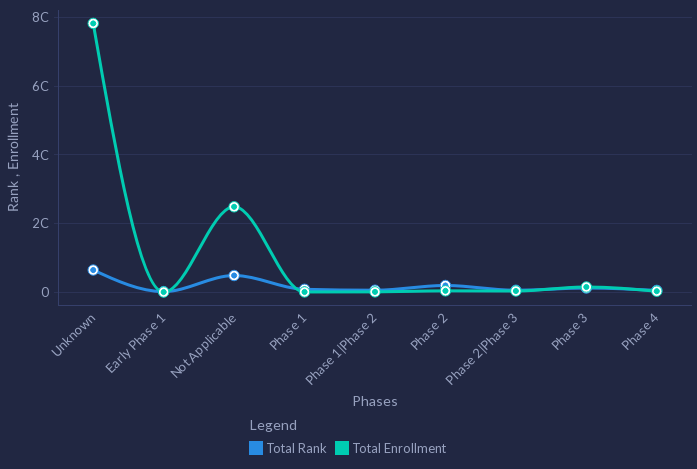 8C
6C
4C
2C
0
Rank , Enrollment
Unknown
Early Phase 1
Not Applicable
Phase 1
Phase 1|Phase 2
Phase 2
Phase 2|Phase 3
Phase 3
Phase 4
Phases
Legend
Total Rank Total Enrollment